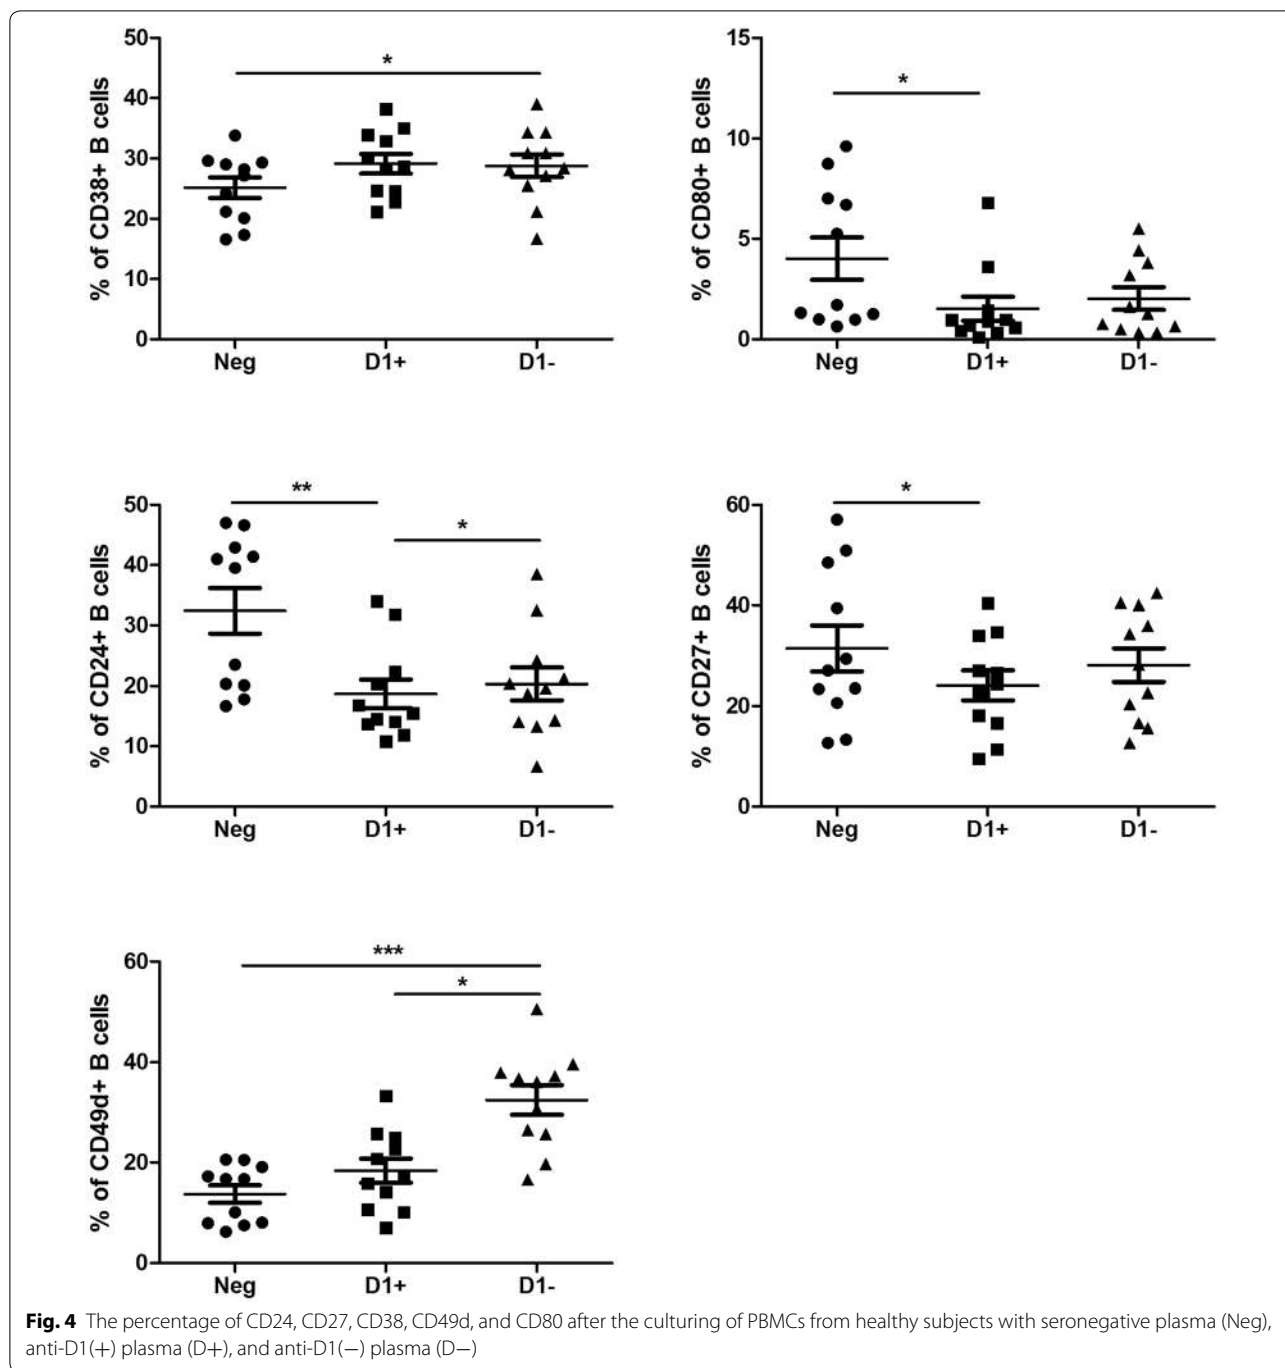 50
40
30
20
10
0
% of CD38+ B cells
*
Neg D1+ D1-
15
10
5
0
% of CD80+ B cells
*
Neg D1+ D1-
50
40
30
20
10
0
% of CD24+ B cells
**
*
Neg D1+ D1-
60
40
20
0
% of CD27+ B cells
*
Neg D1+ D1-
60
40
20
0
% of CD49d+ B cells
***
*
Neg D1+ D1-
Fig. 4 The percentage of CD24, CD27, CD38, CD49d, and CD80 after the culturing of PBMCs from healthy subjects with seronegative plasma (Neg),
anti-D1(+) plasma (D+), and anti-D1(−) plasma (D−)